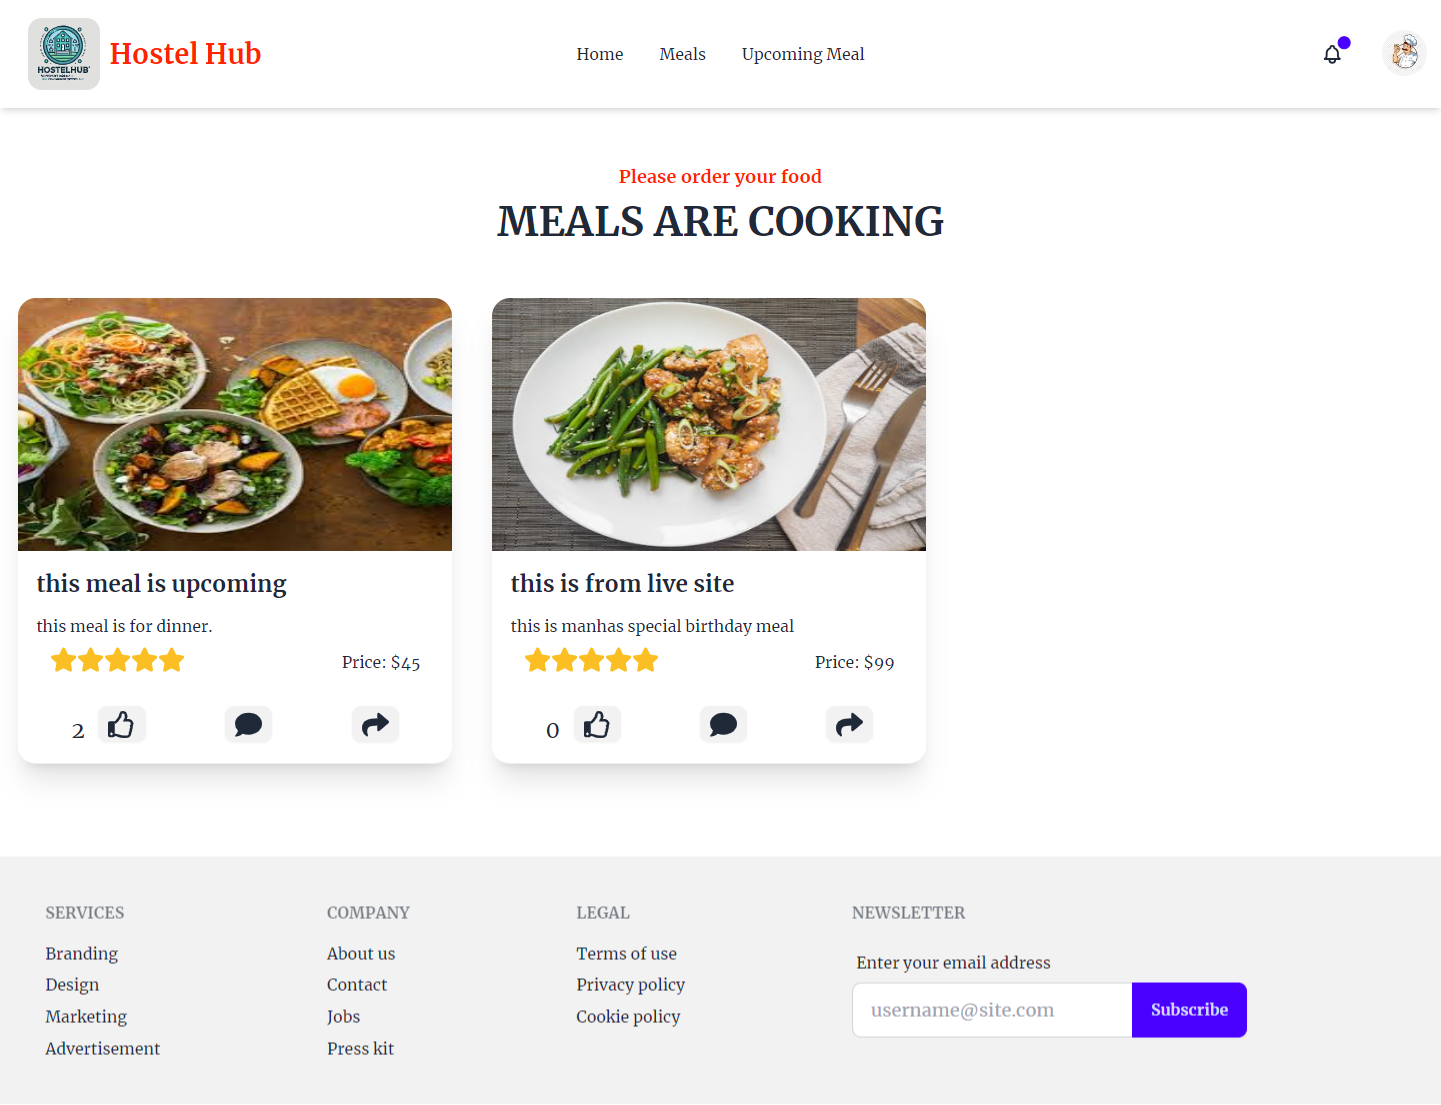 HOSTELHUB
Hostel Hub
Home
Meals
Upcoming Meal
Please order your food
MEALS ARE COOKING
this meal is upcoming
this meal is for dinner.
Price: $45
2
this is from live site
this is manhas special birthday meal
Price: $99
0
SERVICES
Branding
Design
Marketing
Advertisement
COMPANY
About us
Contact
Jobs
Press kit
LEGAL
Terms of use
Privacy policy
Cookie policy
NEWSLETTER
Enter your email address
username@site.com
Subscribe